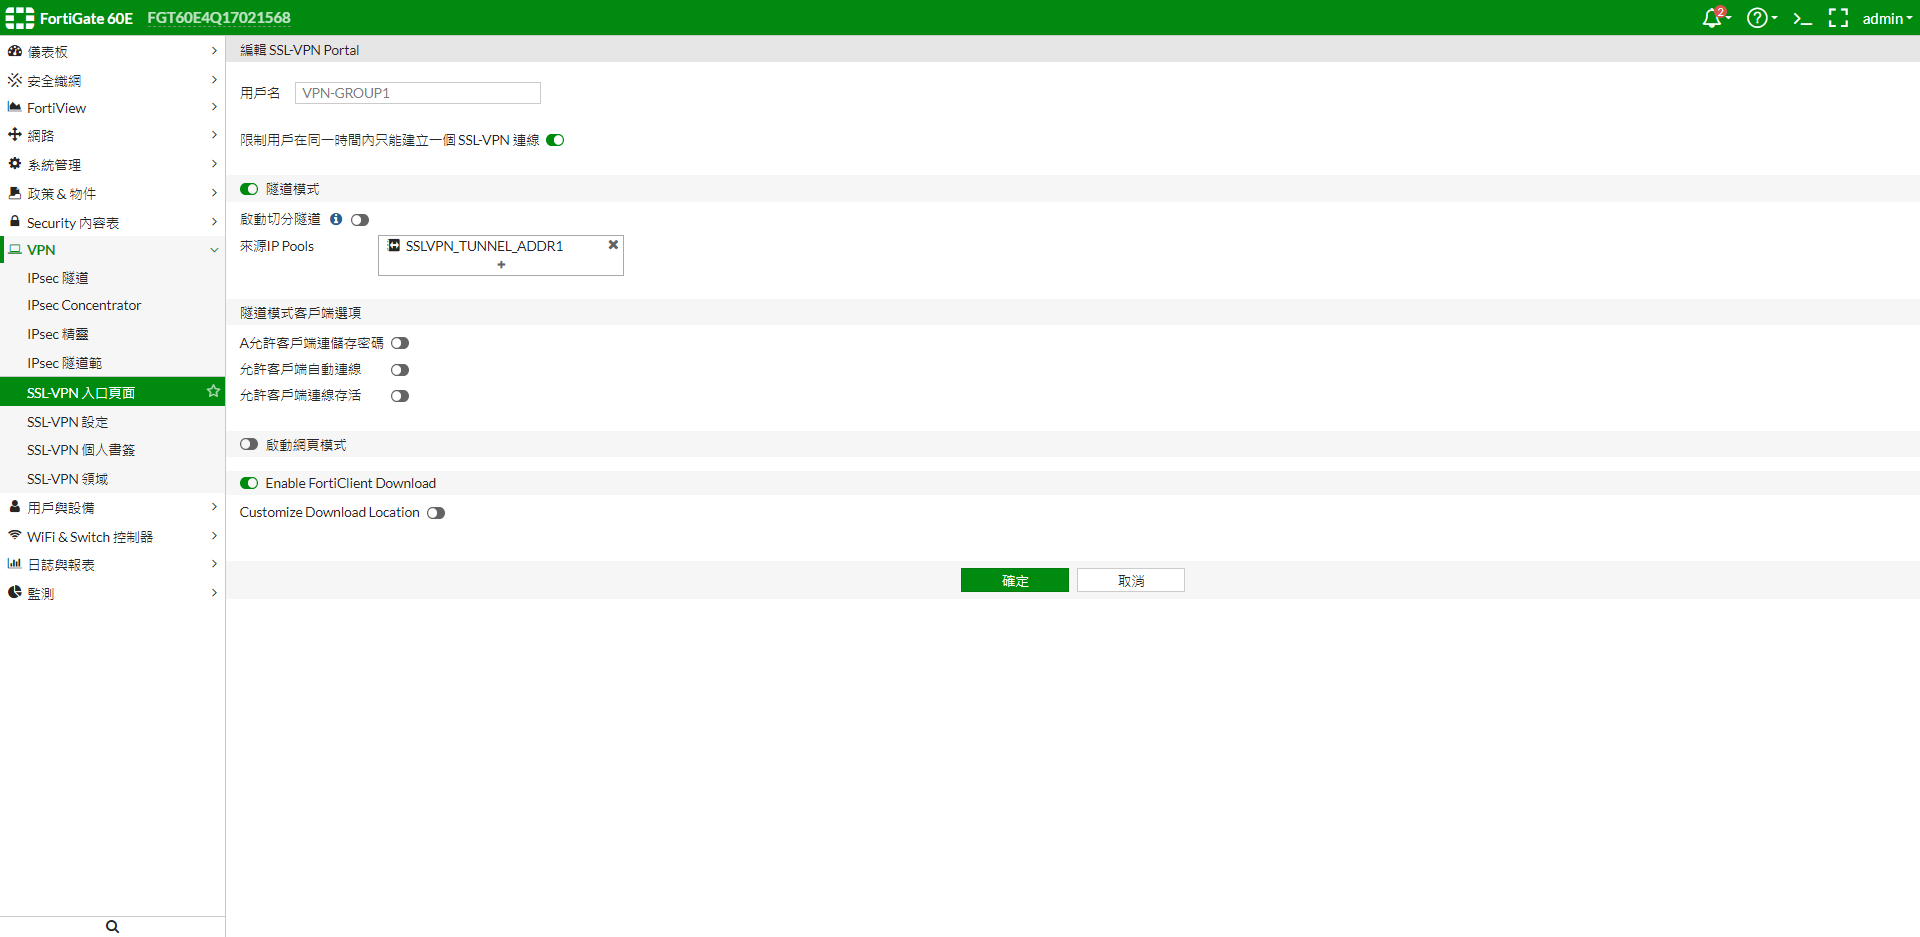 FortiGate 60E FGT60E4Q17021568 2 admin
儀表板
安全織網
FortiView
網路
系統管理
政策 & 物件
Security 內容表
VPN
IPsec 隧道
IPsec Concentrator
IPsec 精靈
IPsec 隧道範
SSL-VPN 入口頁面
SSL-VPN 設定
SSL-VPN 個人書簽
SSL-VPN 領域
用戶與設備
WiFi & Switch 控制器
日誌與報表
監測
編輯 SSL-VPN Portal
用戶名 VPN-GROUP1
限制用戶在同一時間內只能建立一個 SSL-VPN 連線
隧道模式
啟動切分隧道
來源IP Pools SSLVPN_TUNNEL_ADDR1
隧道模式客戶端選項
A允許客戶端連儲存密碼
允許客戶端自動連線
允許客戶端連線存活
啟動網頁模式
Enable FortiClient Download
Customize Download Location
確定 取消